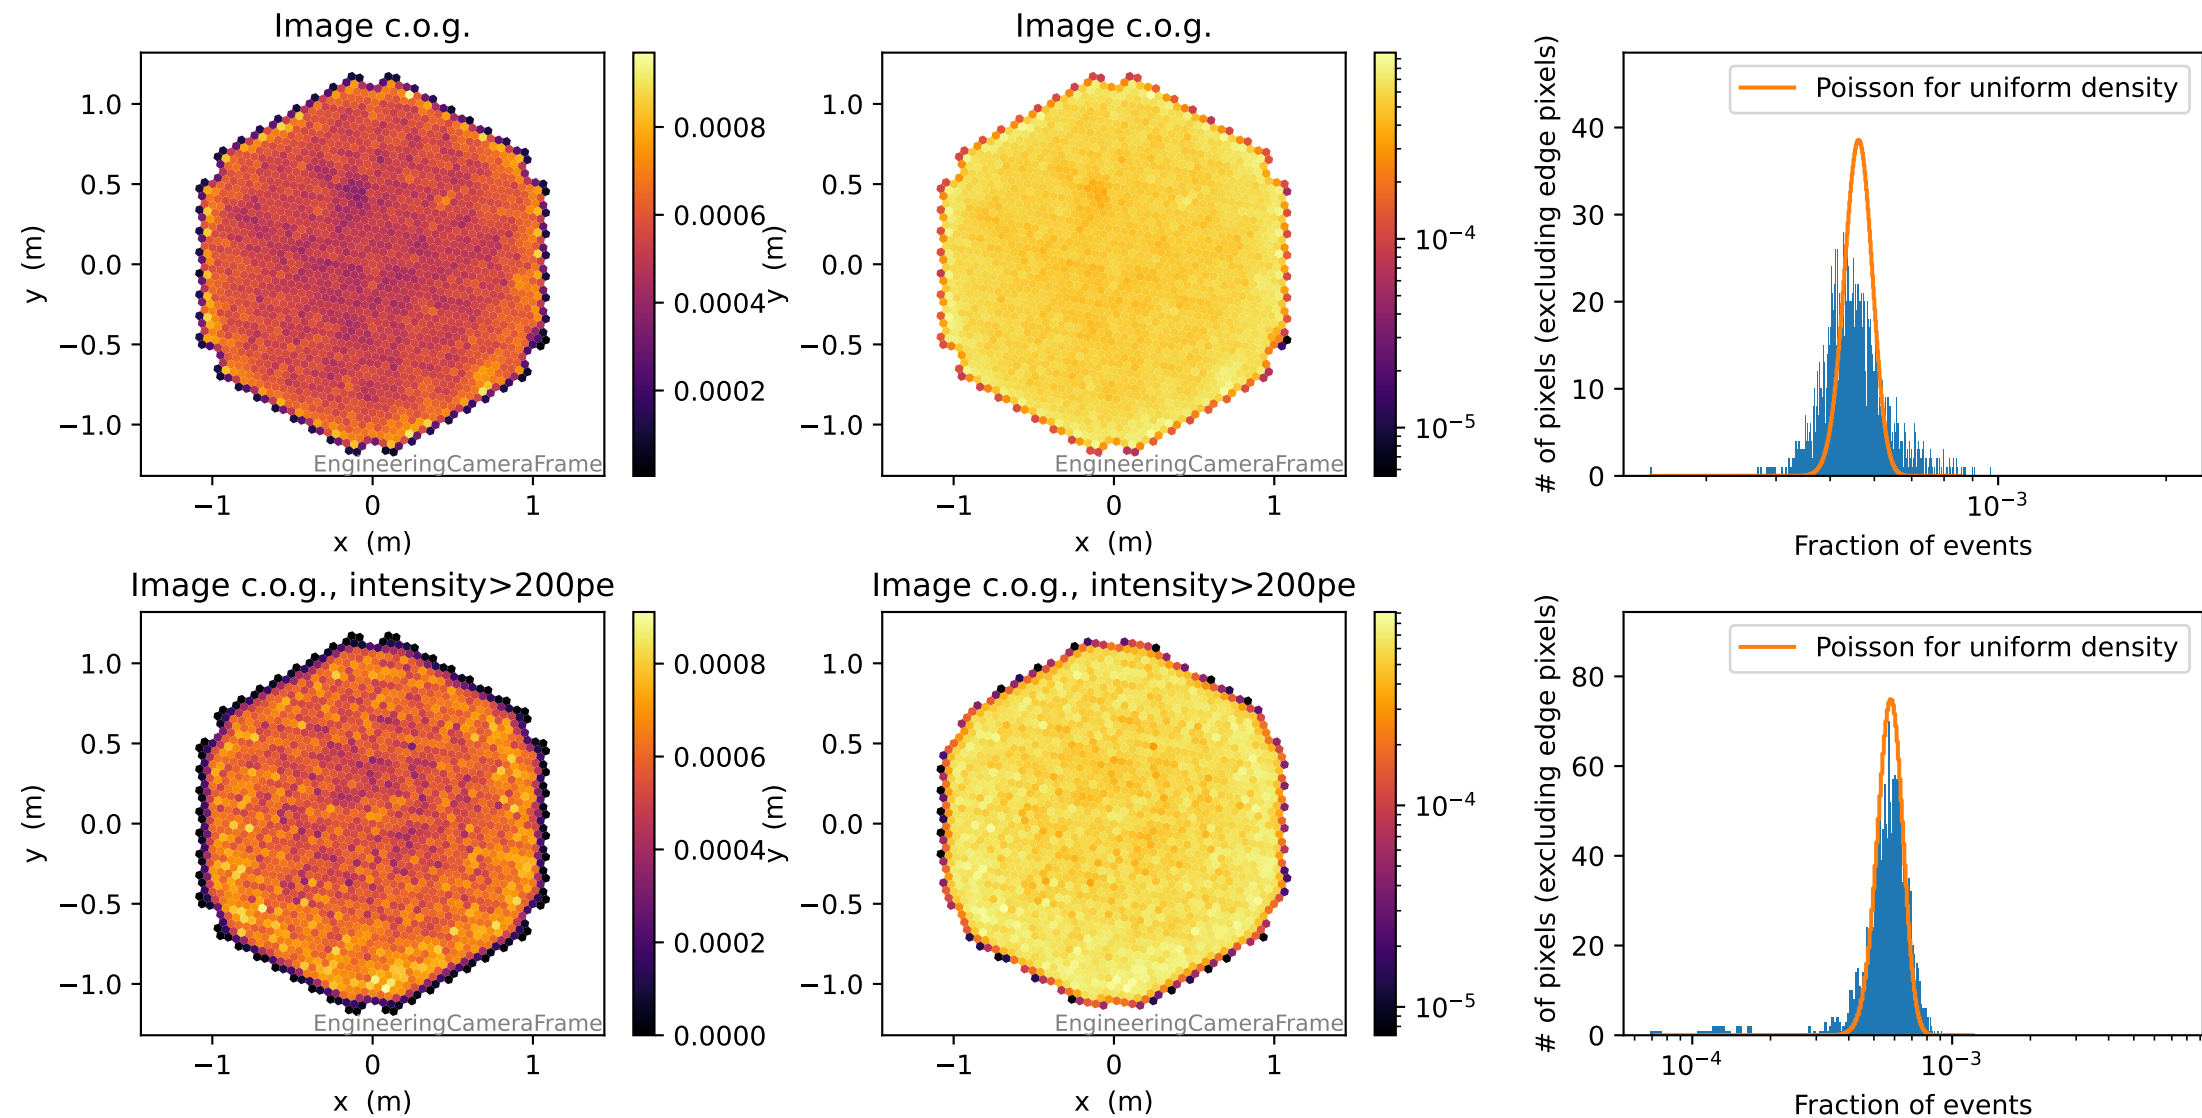 Image c.o.g.
1.0
0.5
0.0
−0.5
−1.0
y (m)
−1
0
1
x (m)
EngineeringCameraFrame
0.0008
0.0006
0.0004
0.0002
Image c.o.g.
1.0
0.5
0.0
−0.5
−1.0
y (m)
−1
0
1
x (m)
EngineeringCameraFrame
10⁻⁴
10⁻⁵
Poisson for uniform density
40
30
20
10
0
# of pixels (excluding edge pixels)
10⁻³
Fraction of events
Image c.o.g., intensity>200pe
1.0
0.5
0.0
−0.5
−1.0
y (m)
−1
0
1
x (m)
EngineeringCameraFrame
0.0008
0.0006
0.0004
0.0002
0.0000
Image c.o.g., intensity>200pe
1.0
0.5
0.0
−0.5
−1.0
y (m)
−1
0
1
x (m)
EngineeringCameraFrame
10⁻⁴
10⁻⁵
Poisson for uniform density
80
60
40
20
0
# of pixels (excluding edge pixels)
10⁻⁴
10⁻³
Fraction of events